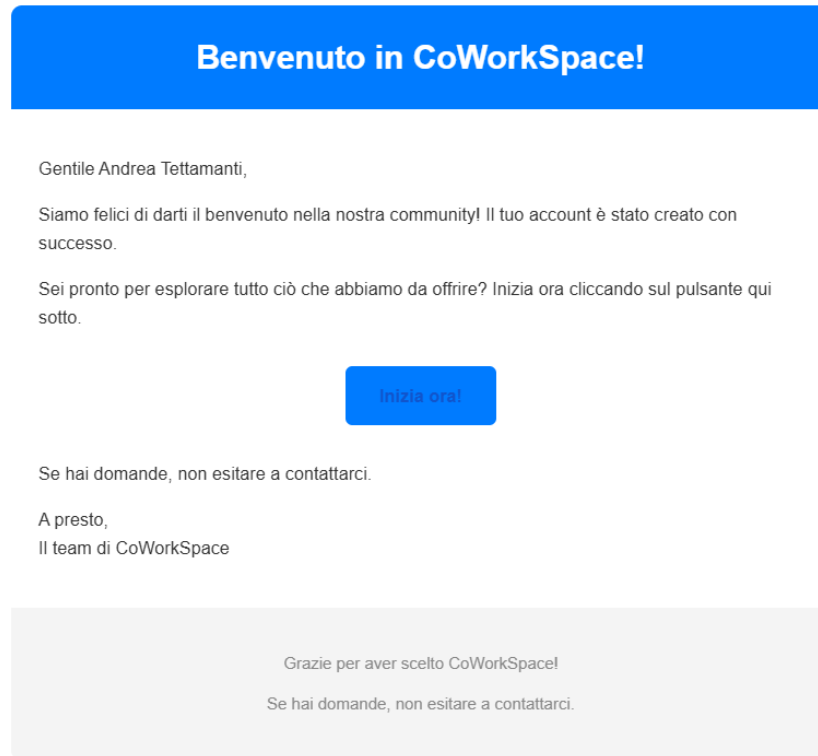 Benvenuto in CoWorkSpace!
Gentile Andrea Tettamanti,
Siamo felici di darti il benvenuto nella nostra community! Il tuo account è stato creato con
successo.
Sei pronto per esplorare tutto ciò che abbiamo da offrire? Inizia ora cliccando sul pulsante qui
sotto.
Inizia ora!
Se hai domande, non esitare a contattarci.
A presto,
Il team di CoWorkSpace
Grazie per aver scelto CoWorkSpace!
Se hai domande, non esitare a contattarci.